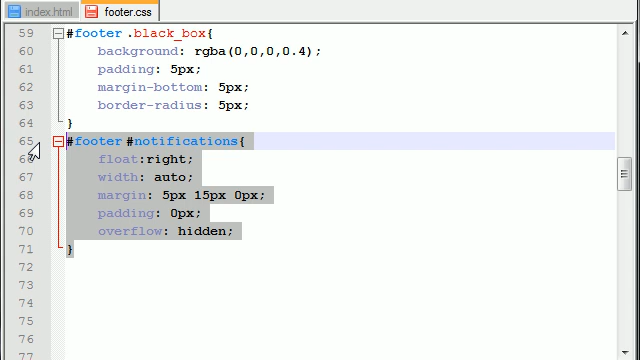 index.html footer.css
59 #footer .black_box{
60 background: rgba(0,0,0,0.4);
61 padding: 5px;
62 margin-bottom: 5px;
63 border-radius: 5px;
64 }
65 #footer #notifications{
66 float:right;
67 width: auto;
68 margin: 5px 15px 0px;
69 padding: 0px;
70 overflow: hidden;
71 }
72
73
74
75
76
77